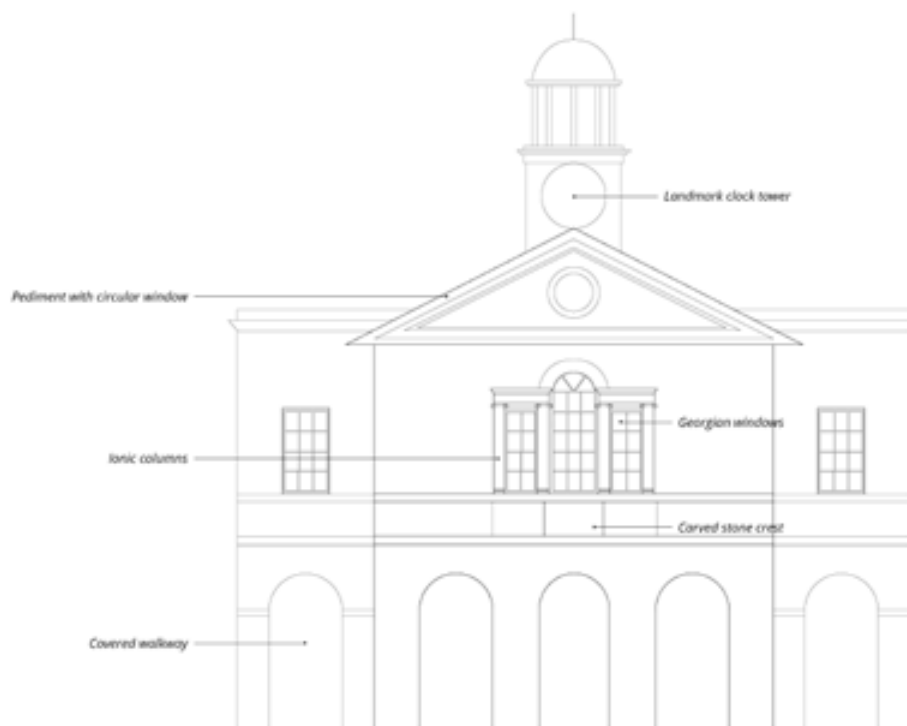 Landmark clock tower
Pediment with circular window
Georgian windows
Ionic columns
Carved stone crest
Covered walkway